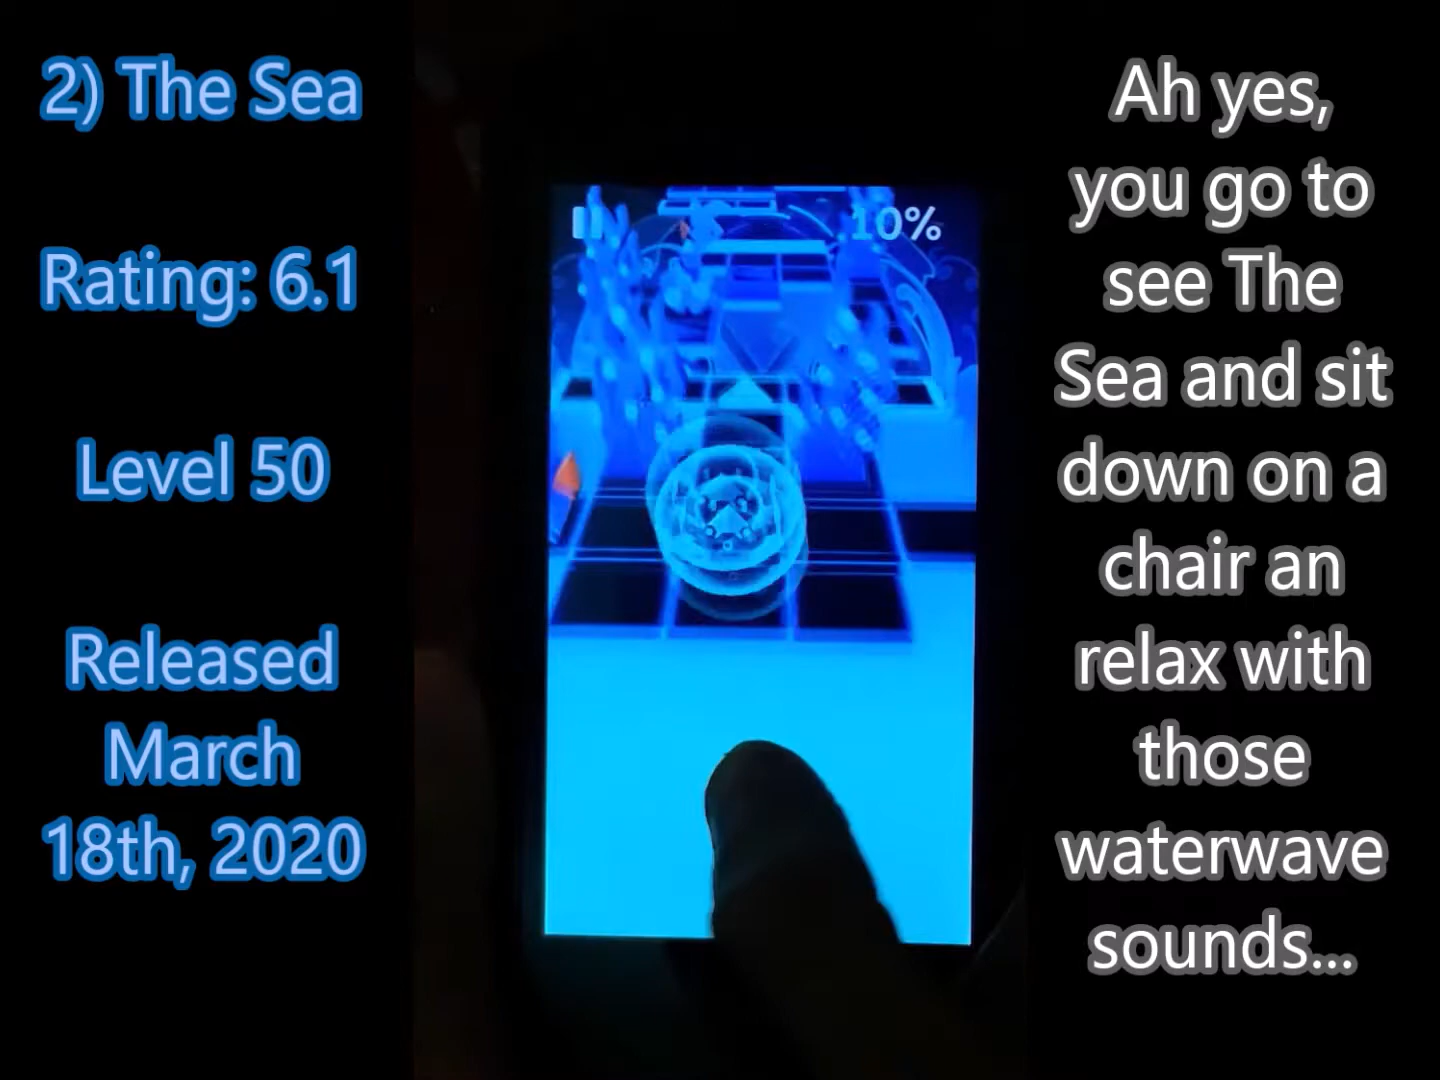 2) The Sea
Rating: 6.1
Level 50
Released
March
18th, 2020
10%
Ah yes,
you go to
see The
Sea and sit
down on a
chair an
relax with
those
waterwave
sounds...